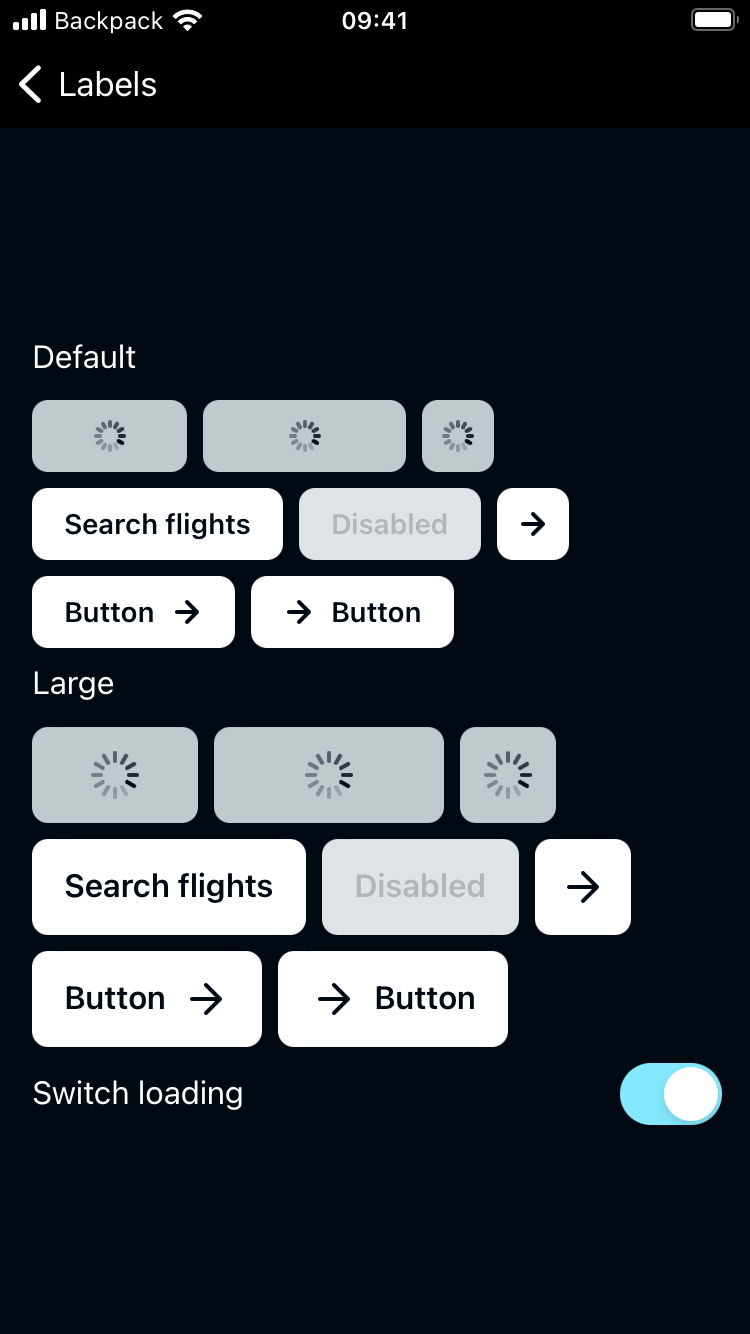 Backpack 09:41
Labels
Default
Search flights Disabled
Button Button
Large
Search flights Disabled
Button Button
Switch loading